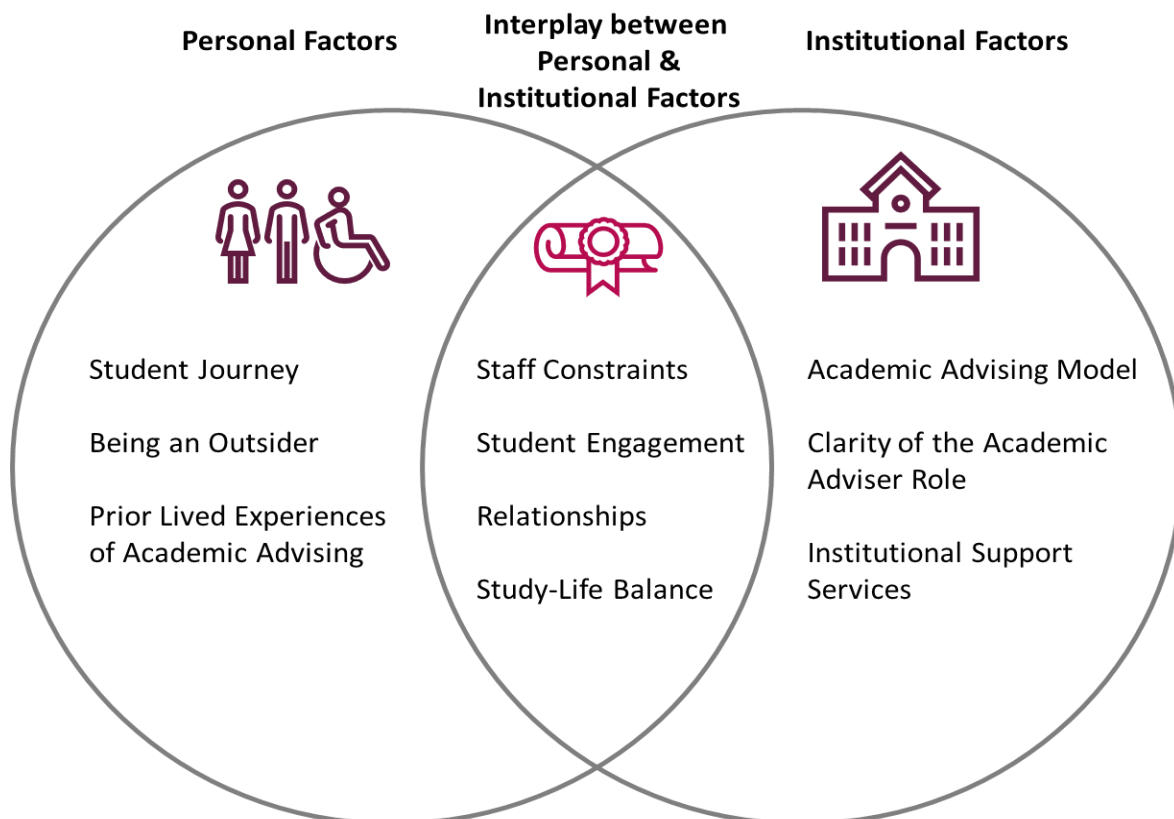 Personal Factors
Interplay between
Personal &
Institutional Factors
Institutional Factors
Student Journey
Being an Outsider
Prior Lived Experiences
of Academic Advising
Staff Constraints
Student Engagement
Relationships
Study-Life Balance
Academic Advising Model
Clarity of the Academic
Adviser Role
Institutional Support
Services